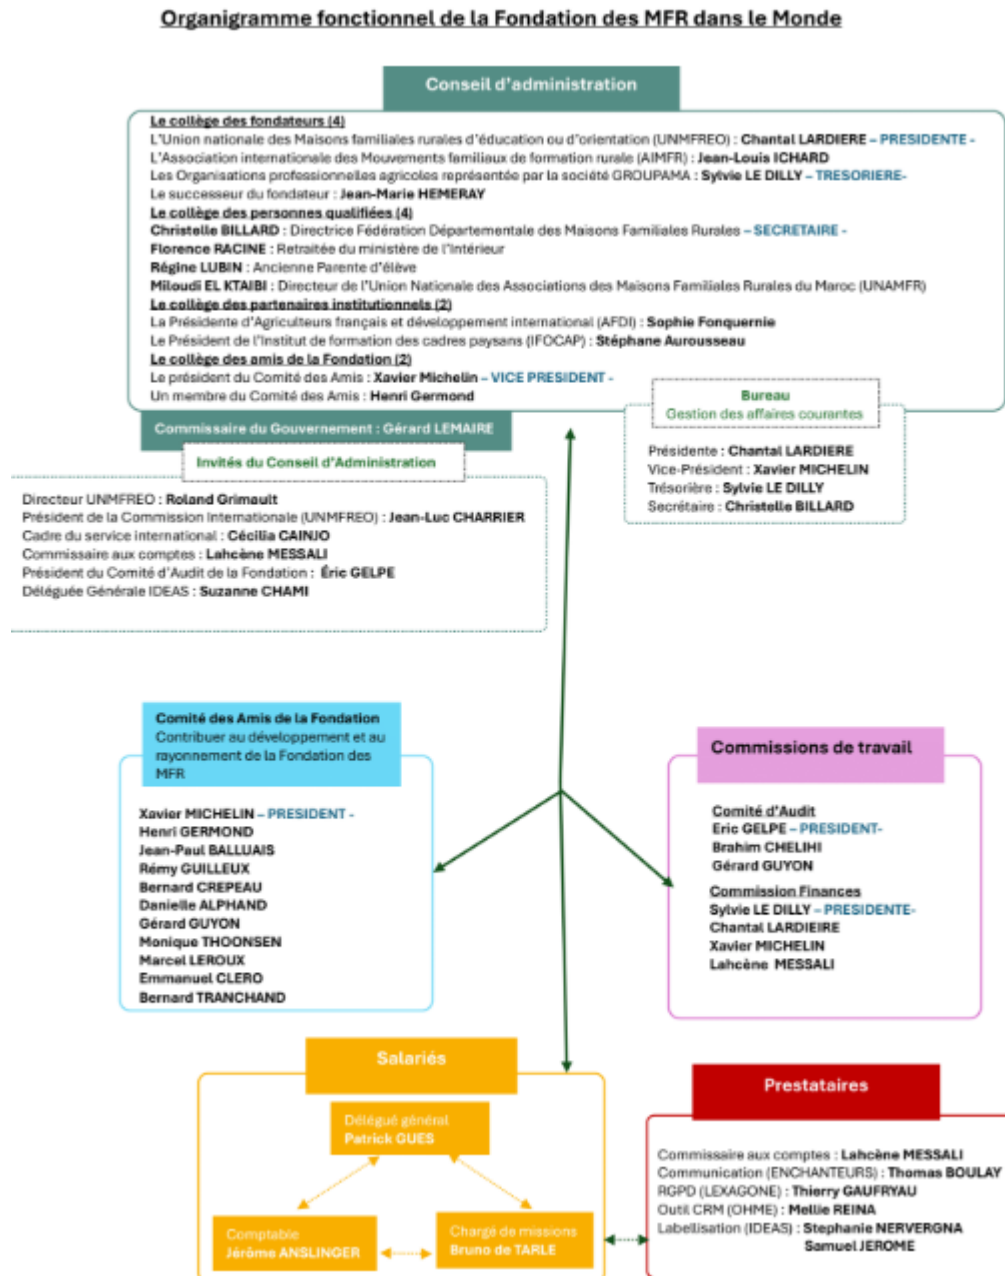 Organigramme fonctionnel de la Fondation des MFR dans le Monde
Conseil d'administration
Le collège des fondateurs (4)
L'Union nationale des Maisons familiales rurales d'éducation ou d'orientation (UNMFREO) : Chantal LARDIERE – PRESIDENTE -
L'Association internationale des Mouvements familiaux de formation rurale (AIMFR) : Jean-Louis ICHARD
Les Organisations professionnelles agricoles représentée par la société GROUPAMA : Sylvie LE DILLY – TRESORIERE-
Le successeur du fondateur : Jean-Marie HEMERAY
Le collège des personnes qualifiées (4)
Christelle BILLARD : Directrice Fédération Départementale des Maisons Familiales Rurales – SECRETAIRE -
Florence RACINE : Retraitée du ministère de l'Intérieur
Régine LUBIN : Ancienne Parente d'élève
Miloudi EL KTAIBI : Directeur de l'Union Nationale des Associations des Maisons Familiales Rurales du Maroc (UNAMFR)
Le collège des partenaires institutionnels (2)
La Présidente d'Agriculteurs français et développement international (AFDI) : Sophie Fonquernie
Le Président de l'Institut de formation des cadres paysans (IFOCAP) : Stéphane Aurousseau
Le collège des amis de la Fondation (2)
Le président du Comité des Amis : Xavier Michelin – VICE PRESIDENT -
Un membre du Comité des Amis : Henri Germond
Bureau
Gestion des affaires courantes
Présidente : Chantal LARDIERE
Vice-Président : Xavier MICHELIN
Trésorière : Sylvie LE DILLY
Secrétaire : Christelle BILLARD
Commissaire du Gouvernement : Gérard LEMAIRE
Invités du Conseil d'Administration
Directeur UNMFREO : Roland Grimault
Président de la Commission Internationale (UNMFREO) : Jean-Luc CHARRIER
Cadre du service international : Cécilia CAINJO
Commissaire aux comptes : Lahcène MESSALI
Président du Comité d'Audit de la Fondation : Éric GELPE
Déléguée Générale IDEAS : Suzanne CHAMI
Comité des Amis de la Fondation
Contribuer au développement et au
rayonnement de la Fondation des
MFR
Xavier MICHELIN – PRESIDENT -
Henri GERMOND
Jean-Paul BALLUAIS
Rémy GUILLEUX
Bernard CREPEAU
Danielle ALPHAND
Gérard GUYON
Monique THOONSEN
Marcel LEROUX
Emmanuel CLERO
Bernard TRANCHAND
Commissions de travail
Comité d'Audit
Eric GELPE – PRESIDENT-
Brahim CHELIHI
Gérard GUYON
Commission Finances
Sylvie LE DILLY – PRESIDENTE-
Chantal LARDIEIRE
Xavier MICHELIN
Lahcène MESSALI
Salariés
Délégué général
Patrick GUES
Comptable
Jérôme ANSLINGER
Chargé de missions
Bruno de TARLE
Prestataires
Commissaire aux comptes : Lahcène MESSALI
Communication (ENCHANTEURS) : Thomas BOULAY
RGPD (LEXAGONE) : Thierry GAUFRYAU
Outil CRM (OHME) : Mellie REINA
Labellisation (IDEAS) : Stephanie NERVERGNA
Samuel JEROME